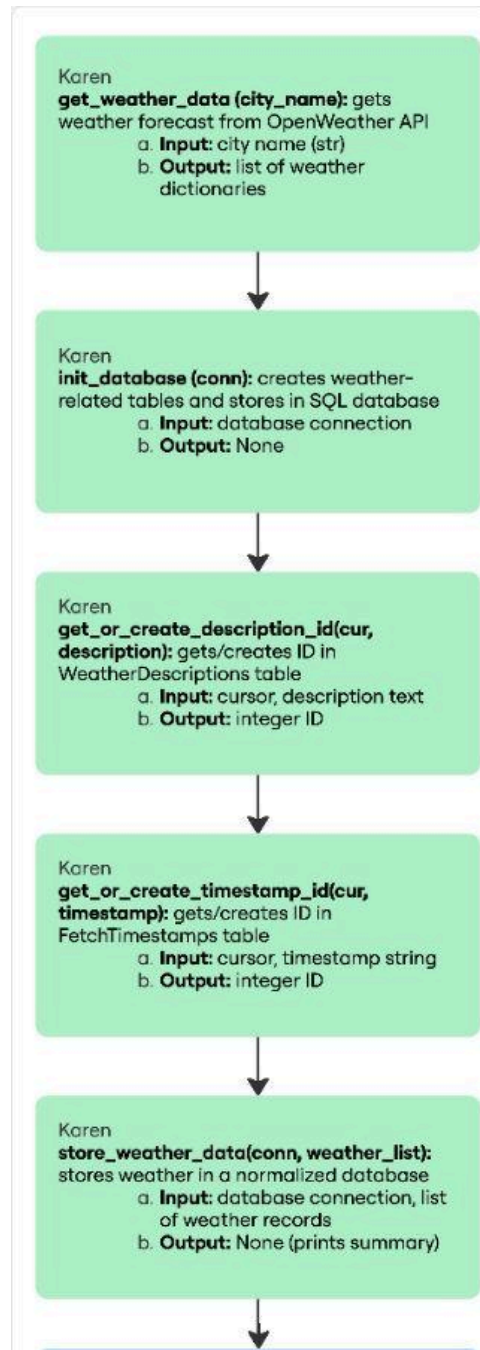 Karen
get_weather_data (city_name): gets
weather forecast from OpenWeather API
a. Input: city name (str)
b. Output: list of weather
dictionaries
Karen
init_database (conn): creates weather-
related tables and stores in SQL database
a. Input: database connection
b. Output: None
Karen
get_or_create_description_id(cur,
description): gets/creates ID in
WeatherDescriptions table
a. Input: cursor, description text
b. Output: integer ID
Karen
get_or_create_timestamp_id(cur,
timestamp): gets/creates ID in
FetchTimestamps table
a. Input: cursor, timestamp string
b. Output: integer ID
Karen
store_weather_data(conn, weather_list):
stores weather in a normalized database
a. Input: database connection, list
of weather records
b. Output: None (prints summary)